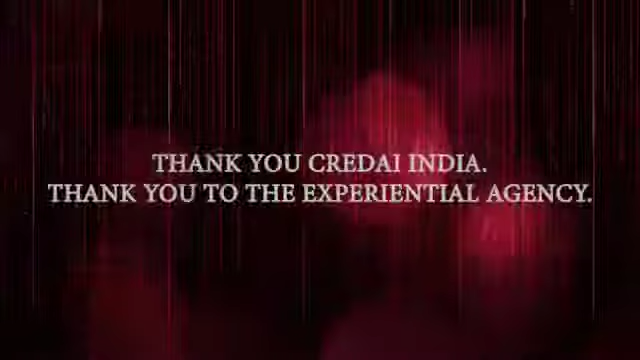 THANK YOU CREDAI INDIA.
THANK YOU TO THE EXPERIENTIAL AGENCY.